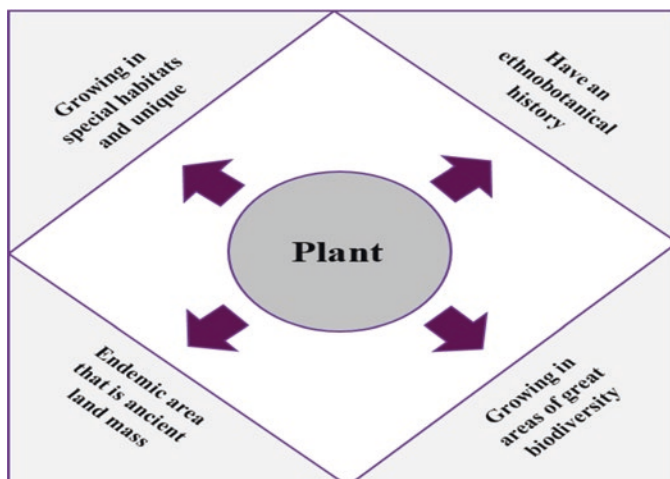 Growing in
special habitats
and unique
Have an
ethnobotanical
history
Plant
Endemic area
that is ancient
land mass
Growing in
areas of great
biodiversity